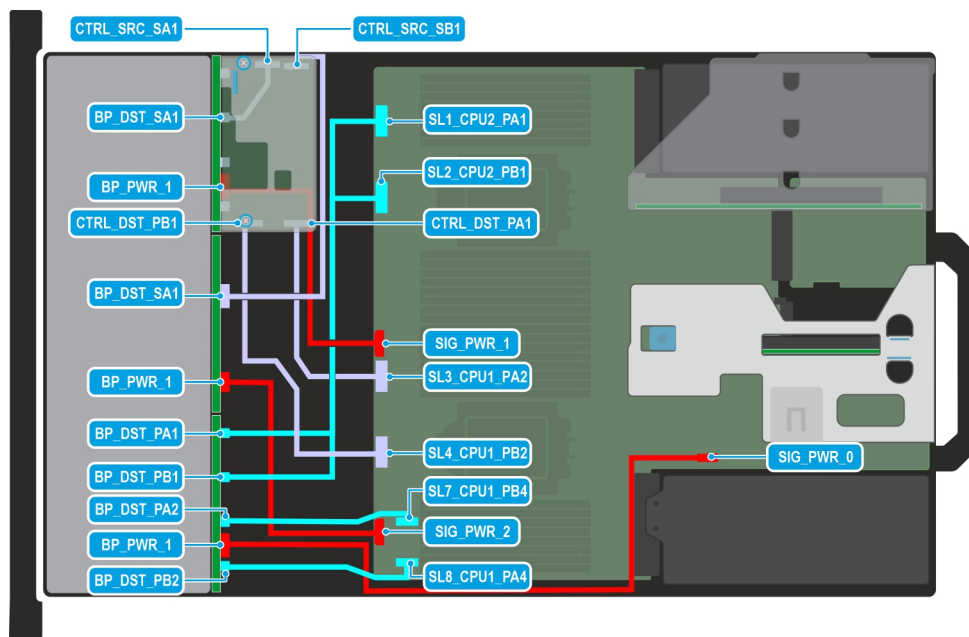 CTRL_SRC_SA1
CTRL_SRC_SB1
BP_DST_SA1
SL1_CPU2_PA1
SL2_CPU2_PB1
BP_PWR_1
CTRL_DST_PB1
CTRL_DST_PA1
BP_DST_SA1
SIG_PWR_1
BP_PWR_1
SL3_CPU1_PA2
BP_DST_PA1
SL4_CPU1_PB2
SIG_PWR_0
BP_DST_PB1
SL7_CPU1_PB4
BP_DST_PA2
SIG_PWR_2
BP_PWR_1
SL8_CPU1_PA4
BP_DST_PB2